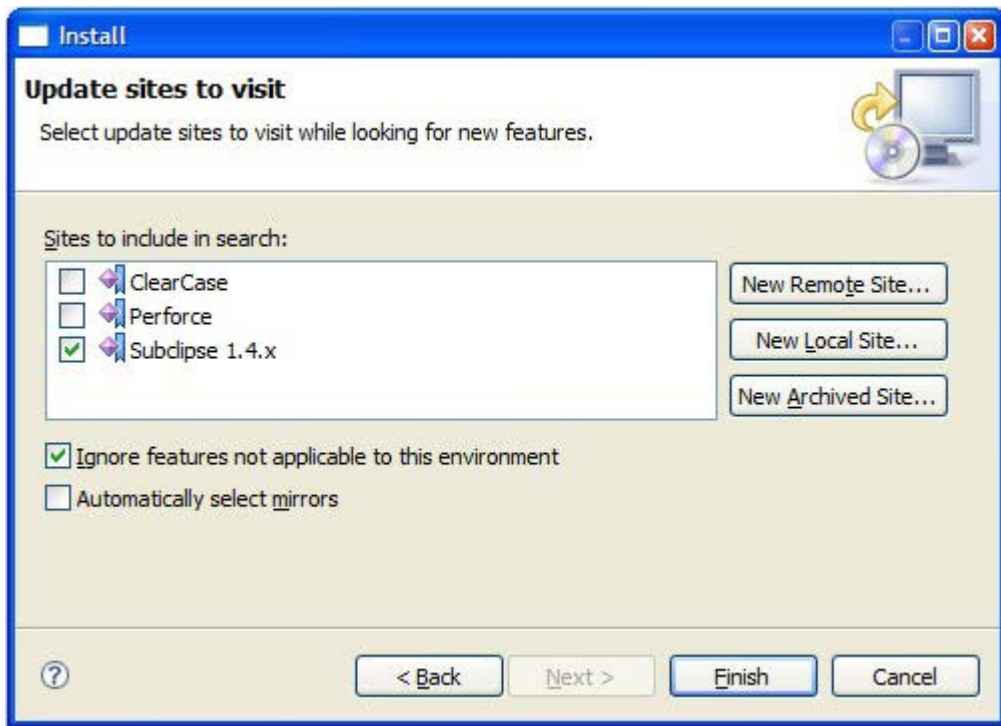 Install
Update sites to visit
Select update sites to visit while looking for new features.
Sites to include in search:
ClearCase
Perforce
Subclipse 1.4.x
New Remote Site...
New Local Site...
New Archived Site...
Ignore features not applicable to this environment
Automatically select mirrors
?
< Back
Next >
Finish
Cancel